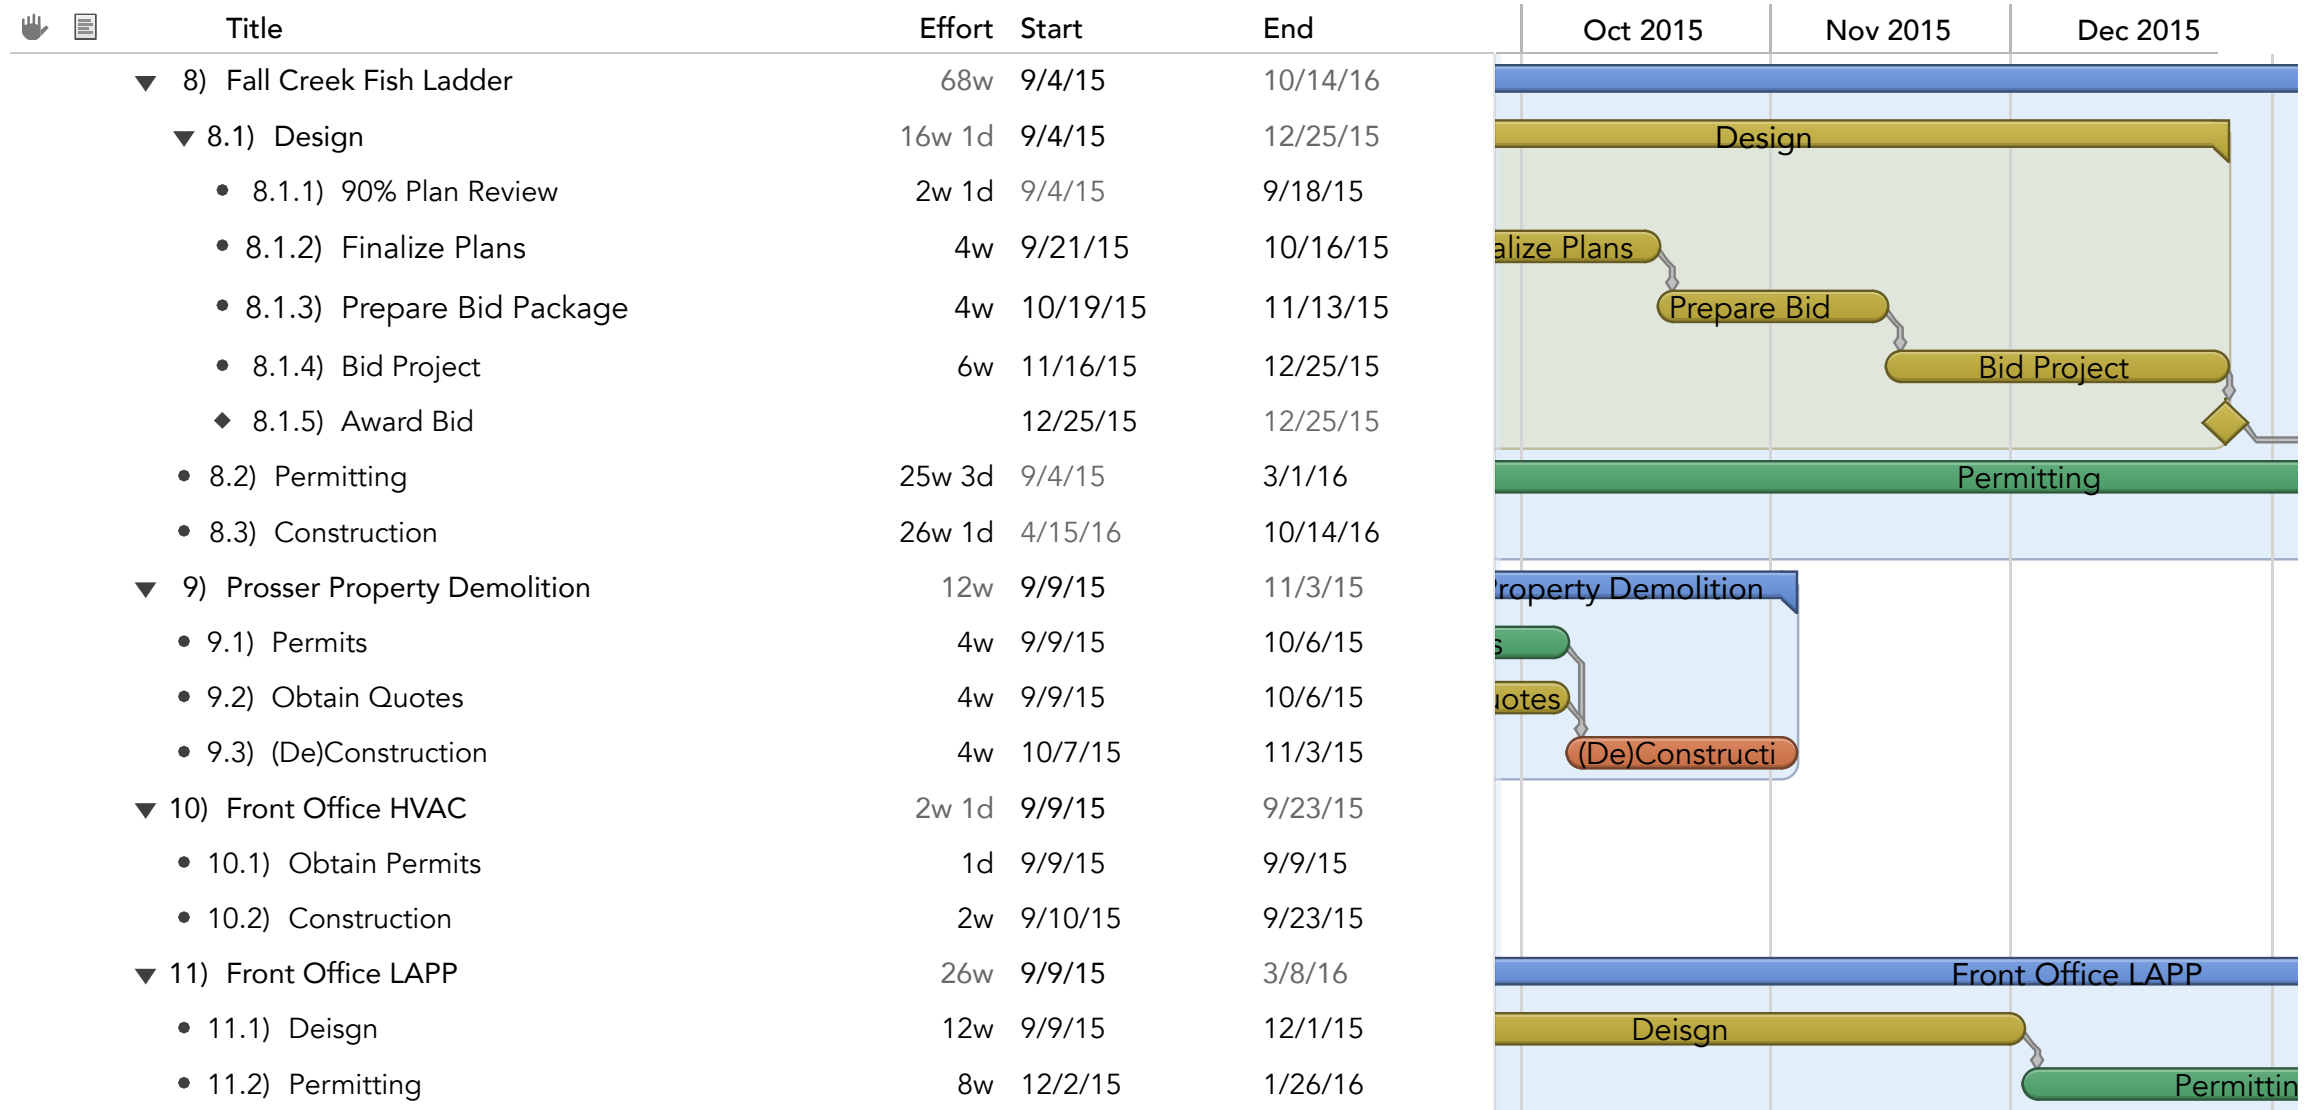 Title Effort Start End Oct 2015 Nov 2015 Dec 2015
8) Fall Creek Fish Ladder 68w 9/4/15 10/14/16
8.1) Design 16w 1d 9/4/15 12/25/15 Design
8.1.1) 90% Plan Review 2w 1d 9/4/15 9/18/15
8.1.2) Finalize Plans 4w 9/21/15 10/16/15 alize Plans
8.1.3) Prepare Bid Package 4w 10/19/15 11/13/15 Prepare Bid
8.1.4) Bid Project 6w 11/16/15 12/25/15 Bid Project
8.1.5) Award Bid 12/25/15 12/25/15
8.2) Permitting 25w 3d 9/4/15 3/1/16 Permitting
8.3) Construction 26w 1d 4/15/16 10/14/16
9) Prosser Property Demolition 12w 9/9/15 11/3/15 Property Demolition
9.1) Permits 4w 9/9/15 10/6/15 s
9.2) Obtain Quotes 4w 9/9/15 10/6/15 uotes
9.3) (De)Construction 4w 10/7/15 11/3/15 (De)Constructi
10) Front Office HVAC 2w 1d 9/9/15 9/23/15
10.1) Obtain Permits 1d 9/9/15 9/9/15
10.2) Construction 2w 9/10/15 9/23/15
11) Front Office LAPP 26w 9/9/15 3/8/16 Front Office LAPP
11.1) Deisgn 12w 9/9/15 12/1/15 Deisgn
11.2) Permitting 8w 12/2/15 1/26/16 Permittin